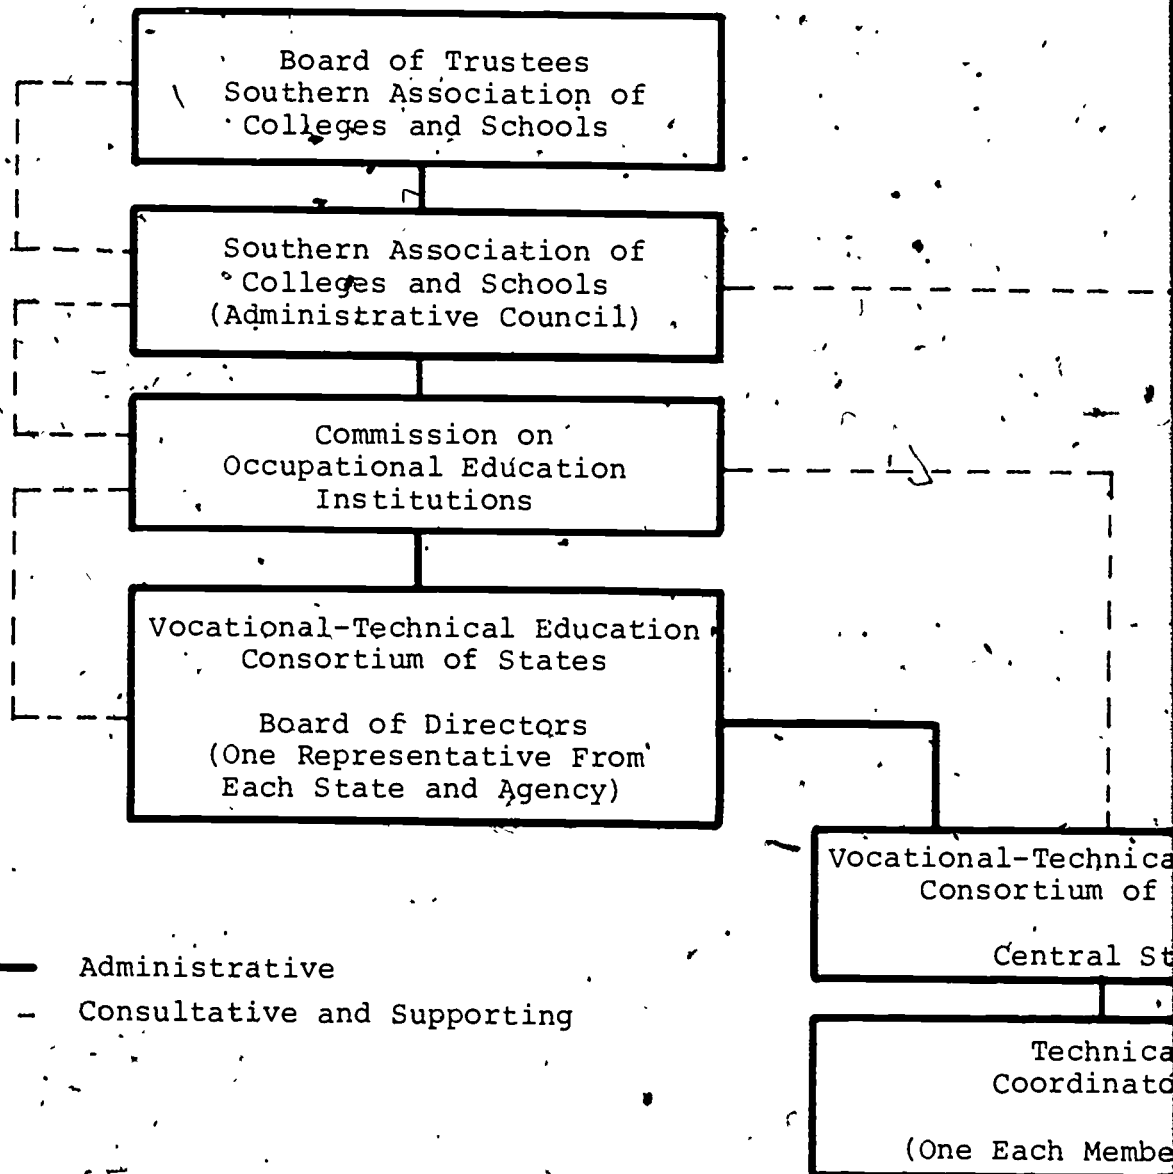 Board of Trustees
Southern Association of
Colleges and Schools
Southern Association of
Colleges and Schools
(Administrative Council)
Commission on
Occupational Education
Institutions
Vocational-Technical Education
Consortium of States
Board of Directors
(One Representative From
Each State and Agency)
Vocational-Technica
Consortium of
Central St
Technica
Coordinato
(One Each Membe
Administrative
Consultative and Supporting